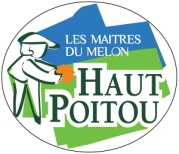 LES MAITRES
DU MELON
HAUT
POITOU